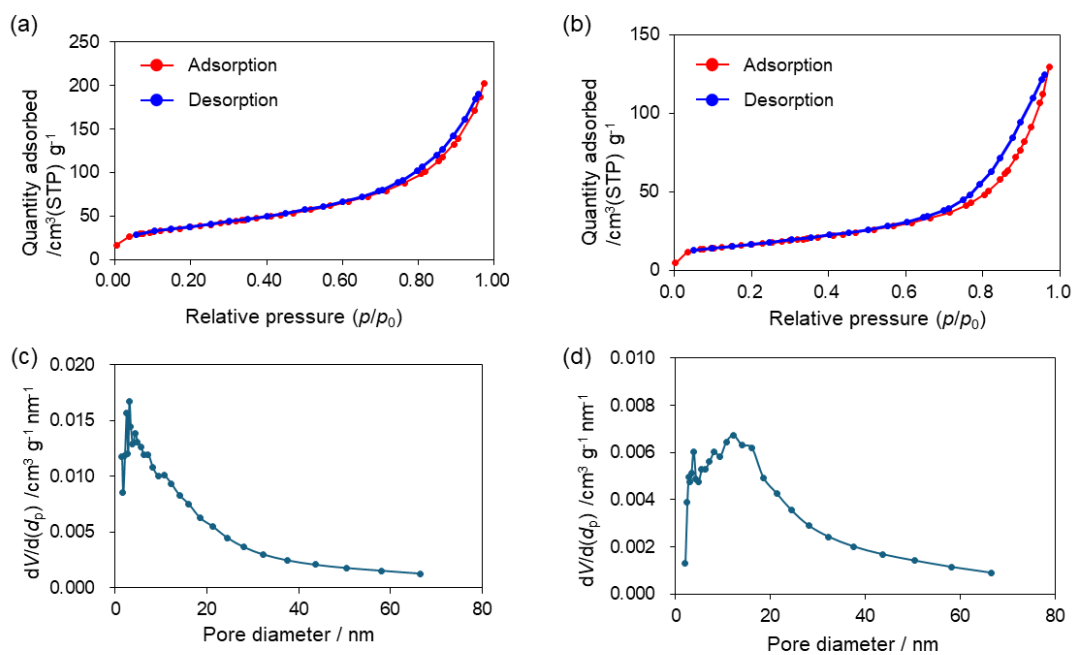 (a)
250
200
150
100
50
0
Adsorption
Desorption
Quantity adsorbed
/cm³(STP) g⁻¹
0.00 0.20 0.40 0.60 0.80 1.00
Relative pressure (p/p₀)
(b)
150
100
50
0
Adsorption
Desorption
Quantity adsorbed
/cm³(STP) g⁻¹
0.0 0.2 0.4 0.6 0.8 1.0
Relative pressure (p/p₀)
(c)
0.020
0.015
0.010
0.005
0.000
dV/d(dₚ) /cm³ g⁻¹ nm⁻¹
0 20 40 60 80
Pore diameter / nm
(d)
0.010
0.008
0.006
0.004
0.002
0.000
dV/d(dₚ) /cm³ g⁻¹ nm⁻¹
0 20 40 60 80
Pore diameter / nm